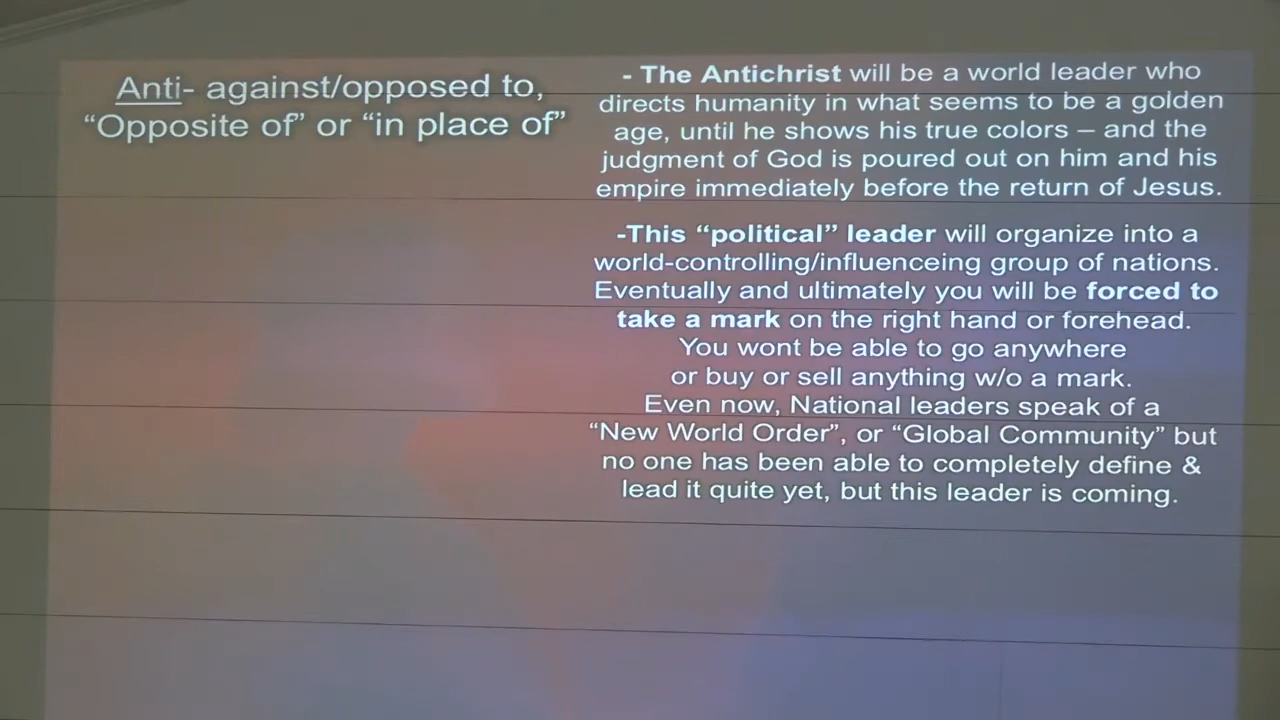 Anti- against/opposed to,
“Opposite of” or “in place of”
- The Antichrist will be a world leader who
directs humanity in what seems to be a golden
age, until he shows his true colors – and the
judgment of God is poured out on him and his
empire immediately before the return of Jesus.
-This “political” leader will organize into a
world-controlling/influenceing group of nations.
Eventually and ultimately you will be forced to
take a mark on the right hand or forehead.
You wont be able to go anywhere
or buy or sell anything w/o a mark.
Even now, National leaders speak of a
“New World Order”, or “Global Community” but
no one has been able to completely define &
lead it quite yet, but this leader is coming.